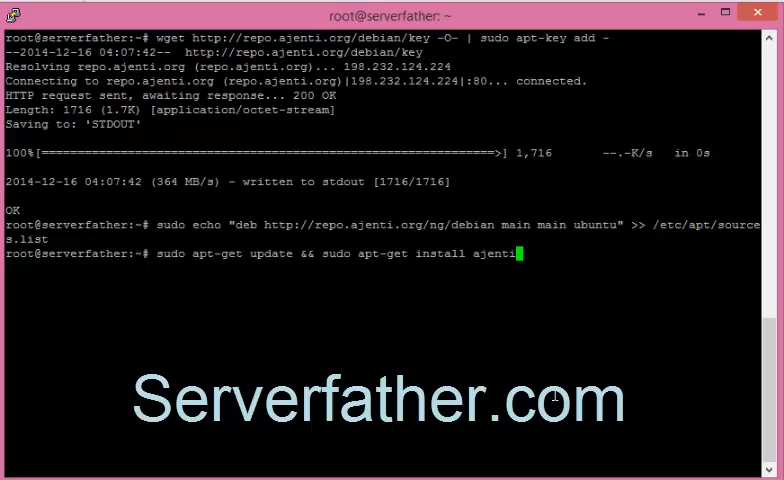 root@serverfather: ~
root@serverfather:~# wget http://repo.ajenti.org/debian/key -O- | sudo apt-key add -
--2014-12-16 04:07:42-- http://repo.ajenti.org/debian/key
Resolving repo.ajenti.org (repo.ajenti.org)... 198.232.124.224
Connecting to repo.ajenti.org (repo.ajenti.org)|198.232.124.224|:80... connected.
HTTP request sent, awaiting response... 200 OK
Length: 1716 (1.7K) [application/octet-stream]
Saving to: 'STDOUT'
100%[===============================================================>] 1,716 --.-K/s in 0s
2014-12-16 04:07:42 (364 MB/s) - written to stdout [1716/1716]
OK
root@serverfather:~# sudo echo "deb http://repo.ajenti.org/ng/debian main main ubuntu" >> /etc/apt/source
s.list
root@serverfather:~# sudo apt-get update && sudo apt-get install ajenti
Serverfather.com